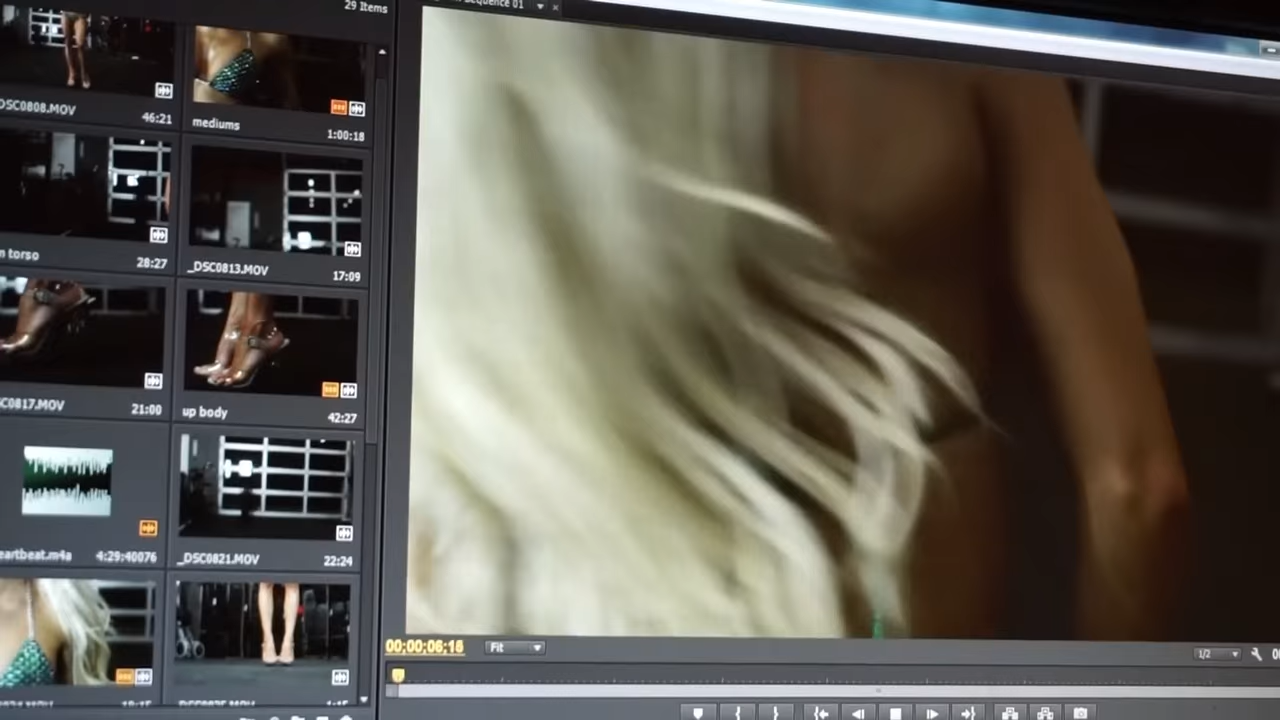 29 Items
Sequence 01
DSC0808.MOV 46:21
mediums 1:00:18
torso 28:27
_DSC0813.MOV 17:09
C0817.MOV 21:00
up body 42:27
eartbeat.m4a 4:29:40076
_DSC0821.MOV 22:24
00;00;06;16
Fit
1/2